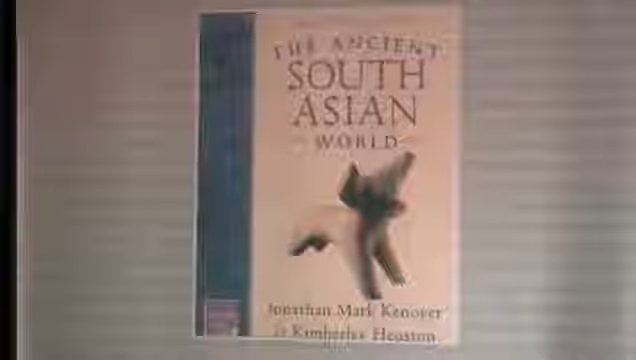 THE ANCIENT
SOUTH
ASIAN
WORLD
Jonathan Mark Kenoyer
& Kimberley Heuston